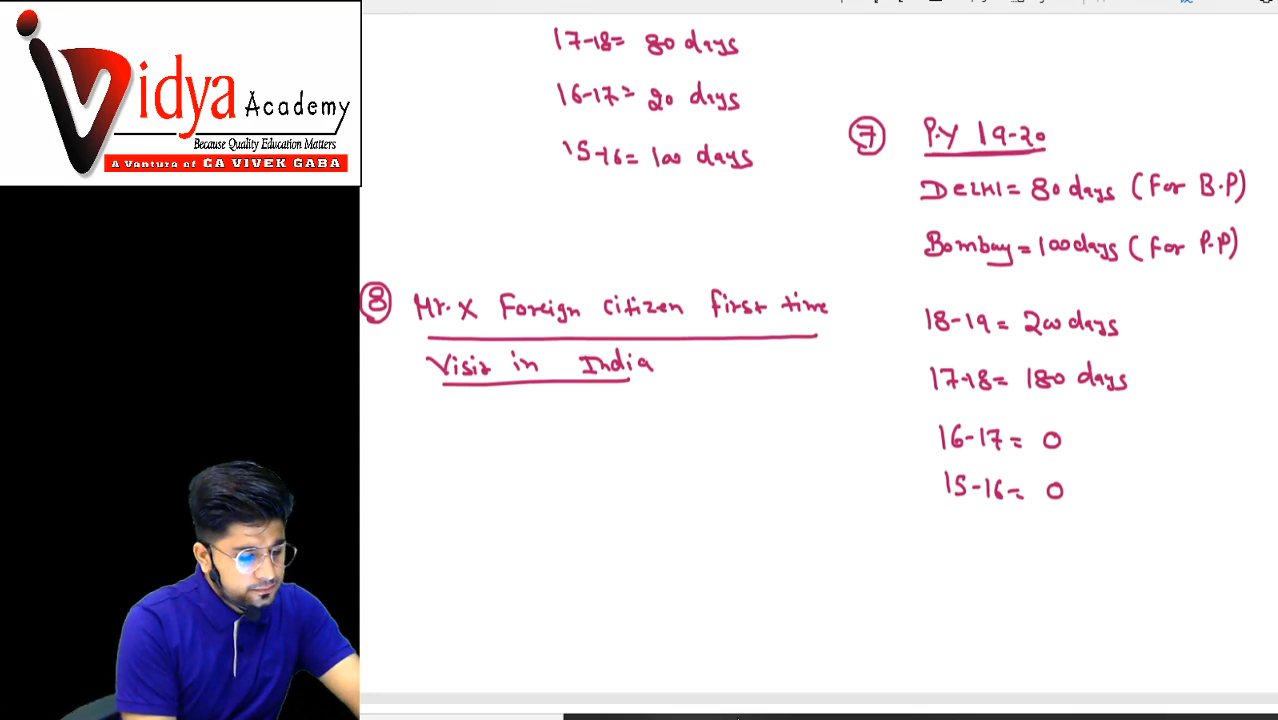 Vidya
Academy
Because Quality Education Matters
A Vantura of CA VIVEK GABA
17-18= 80 days
16-17= 20 days
15-16= 100 days
⑧ Mr. X Foreign citizen first time
Visit in India
⑦ P.Y 19-20
Delhi = 80 days (For B.P)
Bombay = 100 days (For P.P)
18-19 = 200 days
17-18= 180 days
16-17= 0
15-16= 0